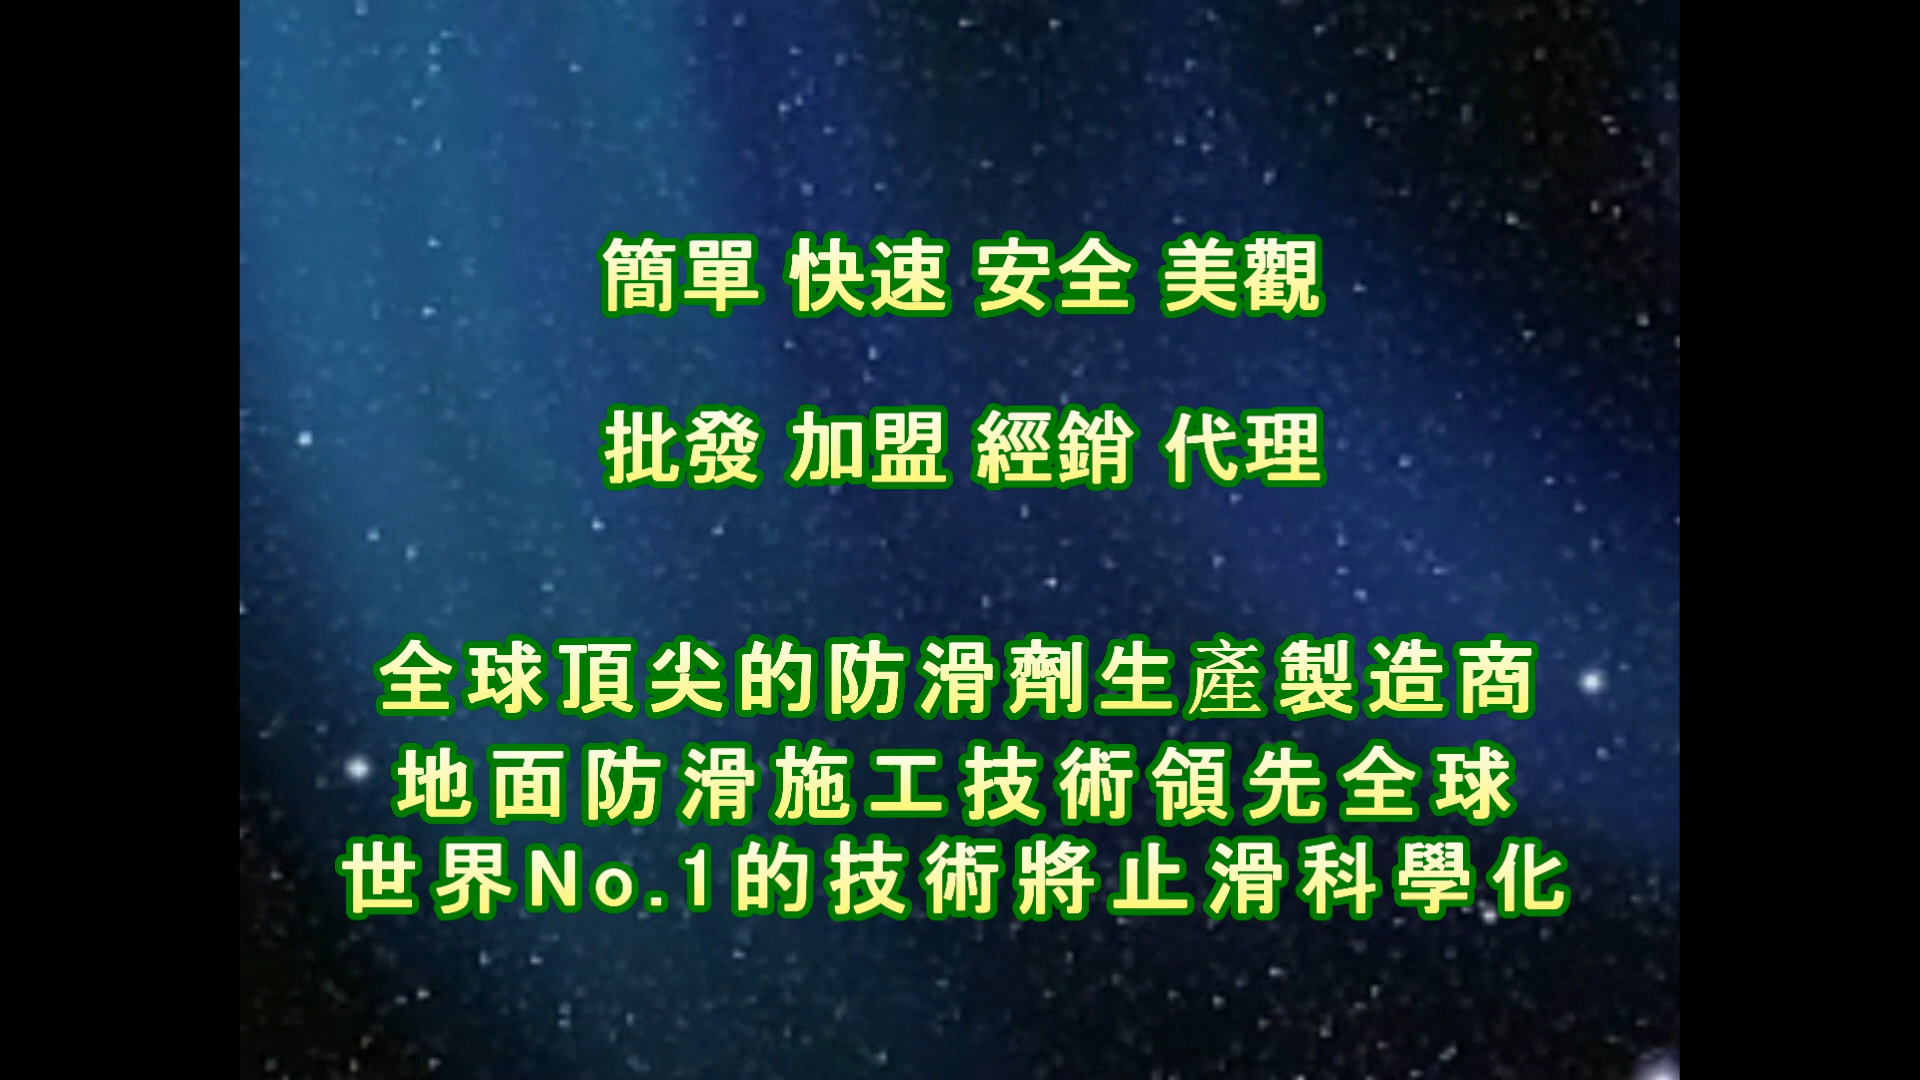 簡單 快速 安全 美觀
批發 加盟 經銷 代理
全球頂尖的防滑劑生產製造商
地面防滑施工技術領先全球
世界No.1的技術將止滑科學化